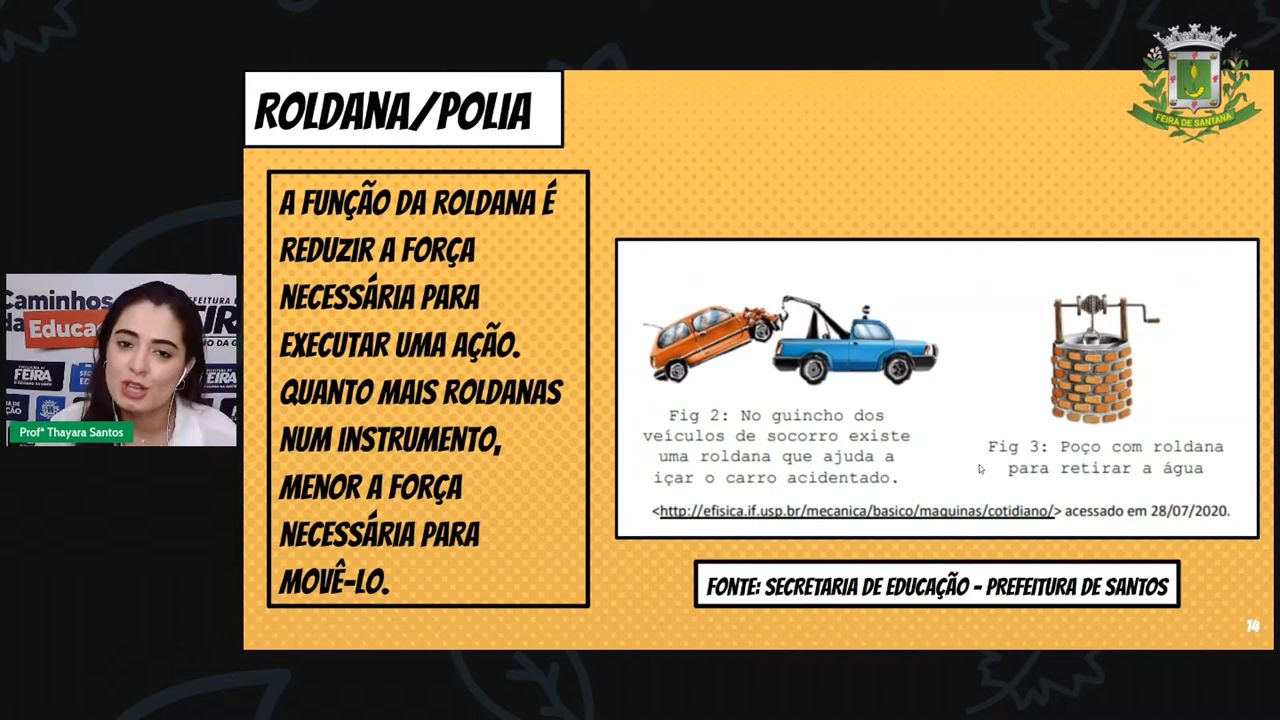 FEIRA DE SANTANA
ROLDANA/POLIA
A FUNÇÃO DA ROLDANA É
REDUZIR A FORÇA
NECESSÁRIA PARA
EXECUTAR UMA AÇÃO.
QUANTO MAIS ROLDANAS
NUM INSTRUMENTO,
MENOR A FORÇA
NECESSÁRIA PARA
MOVÊ-LO.
Fig 2: No guincho dos
veículos de socorro existe
uma roldana que ajuda a
içar o carro acidentado.
Fig 3: Poço com roldana
para retirar a água
<http://efisica.if.usp.br/mecanica/basico/maquinas/cotidiano/> acessado em 28/07/2020.
FONTE: SECRETARIA DE EDUCAÇÃO - PREFEITURA DE SANTOS
14
Caminhos
da Educa
FEIRA
FEIRA
Profª Thayara Santos